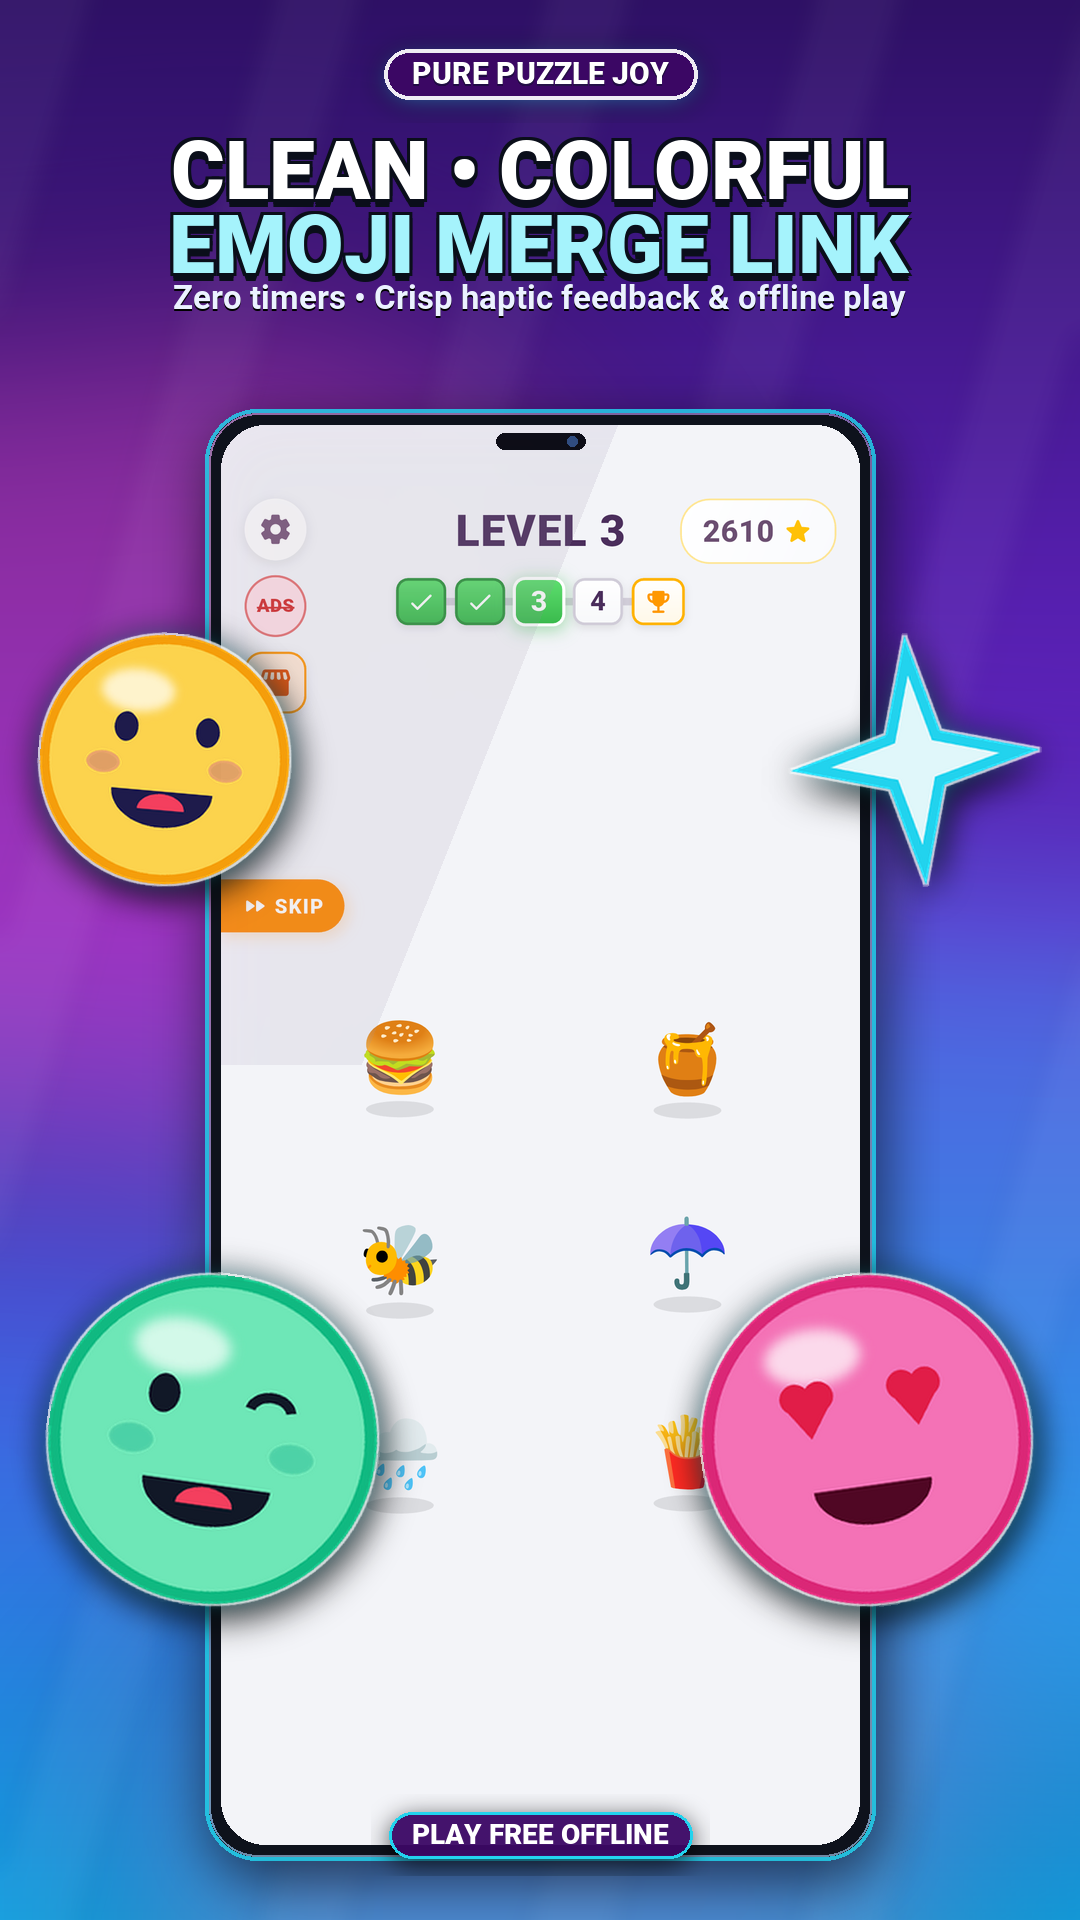 PURE PUZZLE JOY
CLEAN • COLORFUL
EMOJI MERGE LINK
Zero timers • Crisp haptic feedback & offline play
LEVEL 3
2610
ADS
3
4
SKIP
PLAY FREE OFFLINE